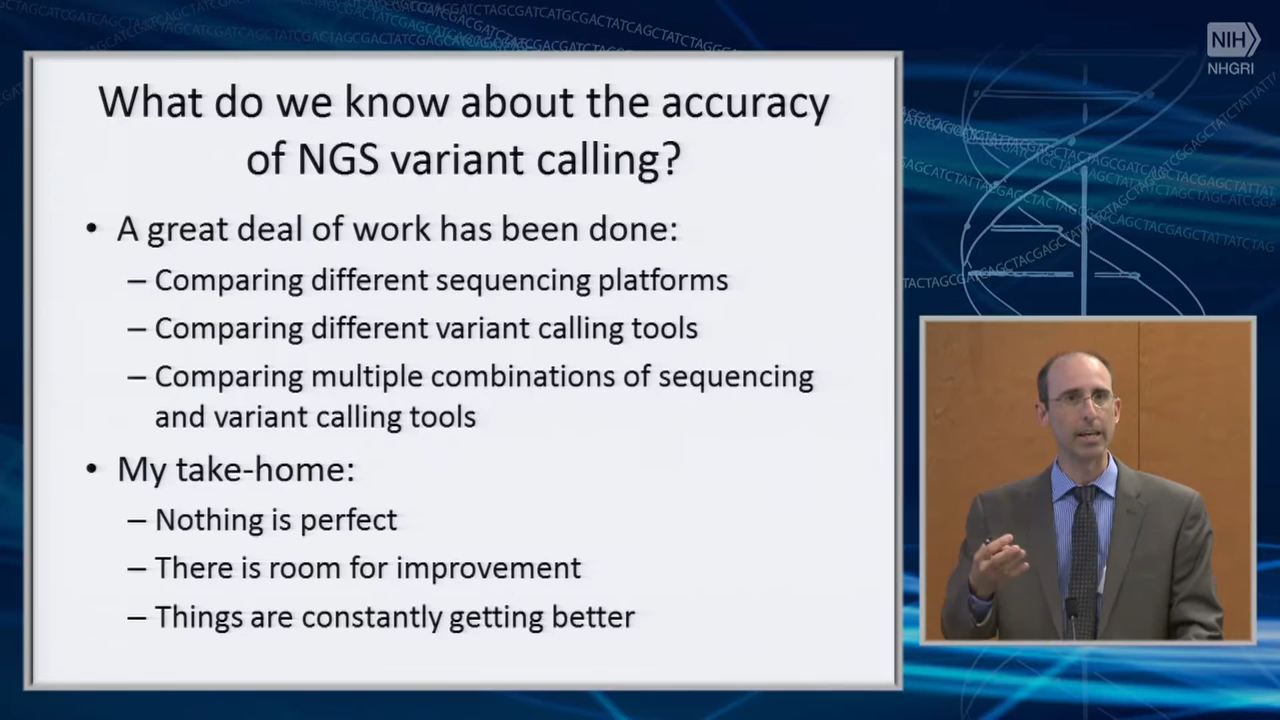 What do we know about the accuracy
of NGS variant calling?
• A great deal of work has been done:
– Comparing different sequencing platforms
– Comparing different variant calling tools
– Comparing multiple combinations of sequencing
and variant calling tools
• My take-home:
– Nothing is perfect
– There is room for improvement
– Things are constantly getting better
NIH
NHGRI